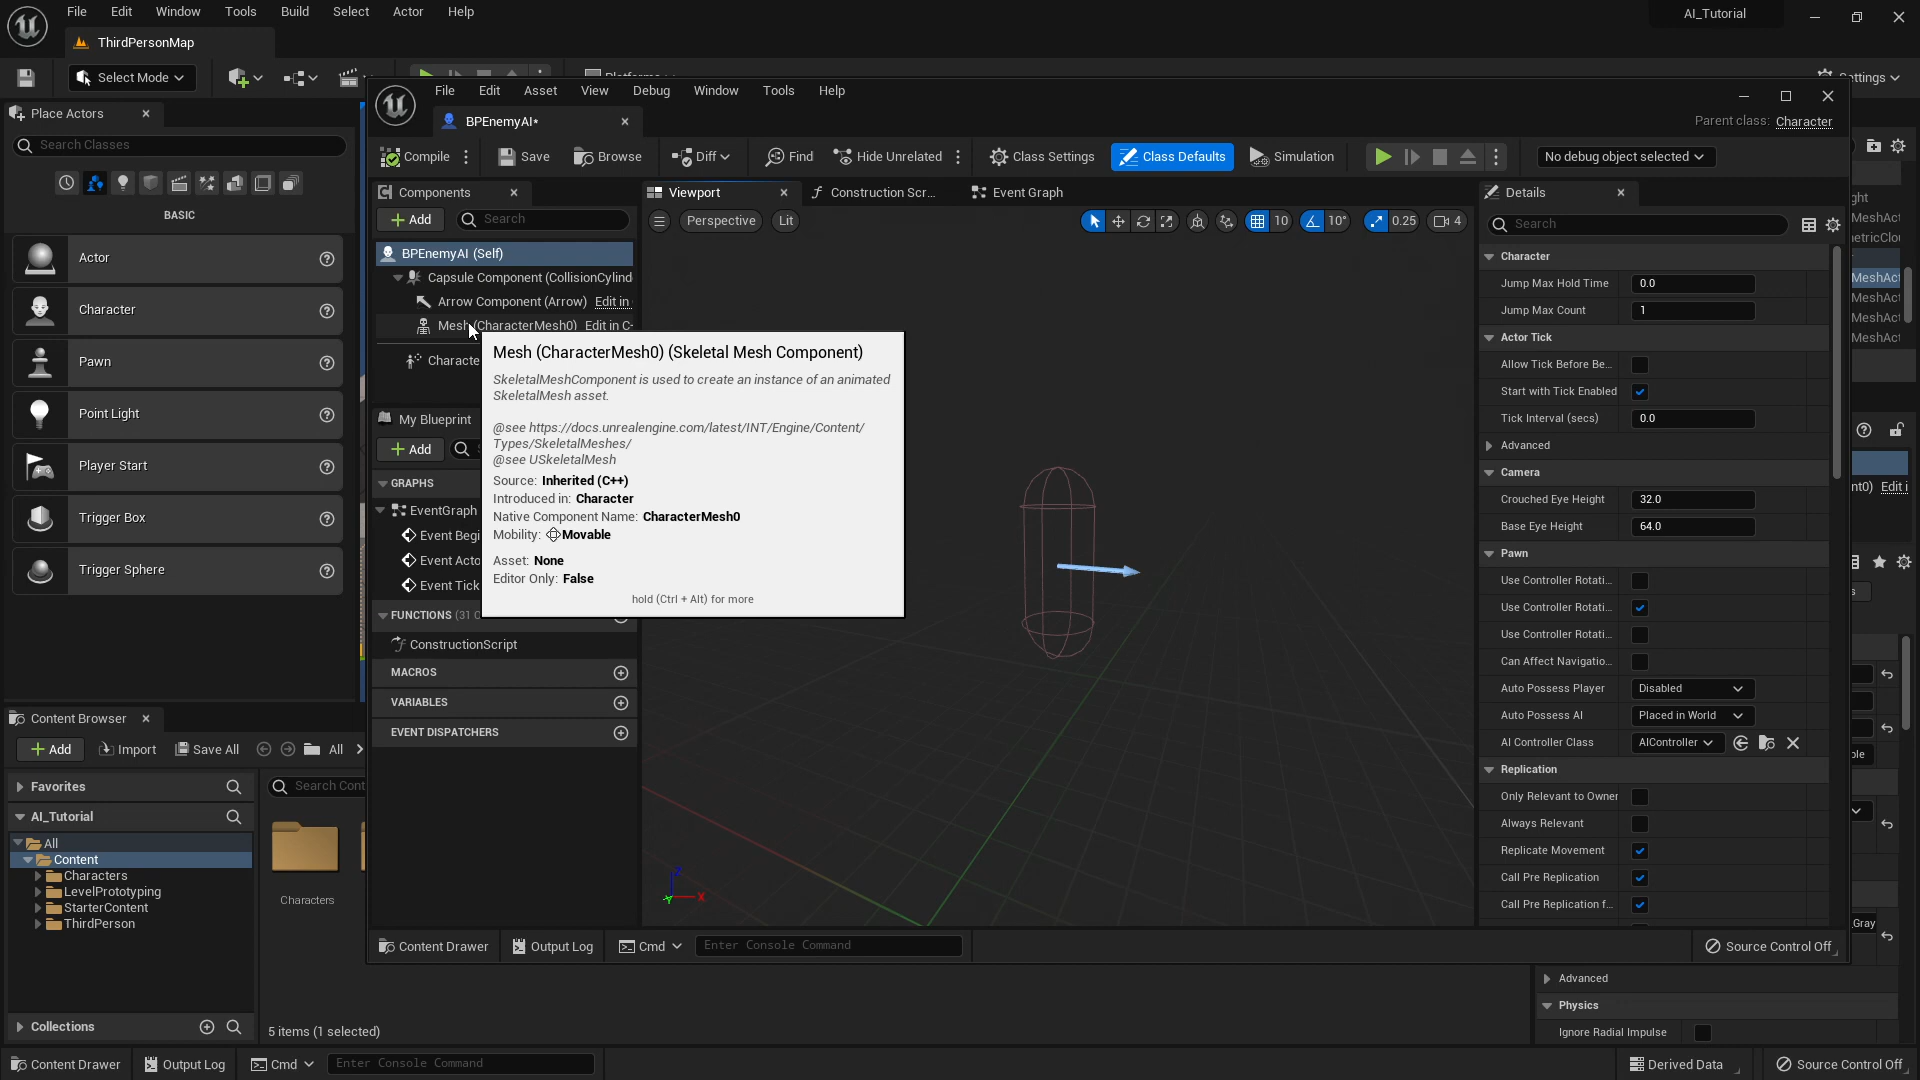 File Edit Window Tools Build Select Actor Help
AI_Tutorial
ThirdPersonMap
Select Mode
Settings
File Edit Asset View Debug Window Tools Help
BPEnemyAI*
Parent class: Character
Compile Save Browse Diff Find Hide Unrelated Class Settings Class Defaults Simulation No debug object selected
Place Actors
Search Classes
BASIC
Actor
Character
Pawn
Point Light
Player Start
Trigger Box
Trigger Sphere
Components
Add Search
BPEnemyAI (Self)
Capsule Component (CollisionCylind
Arrow Component (Arrow) Edit in
Mesh (CharacterMesh0) Edit in C
Characte
My Blueprint
Add
GRAPHS
EventGraph
Event Begi
Event Acto
Event Tick
FUNCTIONS (31
ConstructionScript
MACROS
VARIABLES
EVENT DISPATCHERS
Viewport Construction Scr... Event Graph
Perspective Lit 10 10° 0.25 4
Mesh (CharacterMesh0) (Skeletal Mesh Component)
SkeletalMeshComponent is used to create an instance of an animated
SkeletalMesh asset.
@see https://docs.unrealengine.com/latest/INT/Engine/Content/
Types/SkeletalMeshes/
@see USkeletalMesh
Source: Inherited (C++)
Introduced in: Character
Native Component Name: CharacterMesh0
Mobility: Movable
Asset: None
Editor Only: False
hold (Ctrl + Alt) for more
Z
X
Y
Details
Search
Character
Jump Max Hold Time 0.0
Jump Max Count 1
Actor Tick
Allow Tick Before Be...
Start with Tick Enabled
Tick Interval (secs) 0.0
Advanced
Camera
Crouched Eye Height 32.0
Base Eye Height 64.0
Pawn
Use Controller Rotati...
Use Controller Rotati...
Use Controller Rotati...
Can Affect Navigatio...
Auto Possess Player Disabled
Auto Possess AI Placed in World
AI Controller Class AIController
Replication
Only Relevant to Owner
Always Relevant
Replicate Movement
Call Pre Replication
Call Pre Replication f...
ght
MeshAct
etricClou
MeshAct
MeshAct
MeshAct
MeshAct
nt0) Edit i
ble
Gray
Content Drawer Output Log Cmd Enter Console Command Source Control Off
Content Browser
Add Import Save All All
Favorites
Search Cont
AI_Tutorial
All
Content
Characters
LevelPrototyping
StarterContent
ThirdPerson
Characters
Collections
5 items (1 selected)
Advanced
Physics
Ignore Radial Impulse
Content Drawer Output Log Cmd Enter Console Command Derived Data Source Control Off